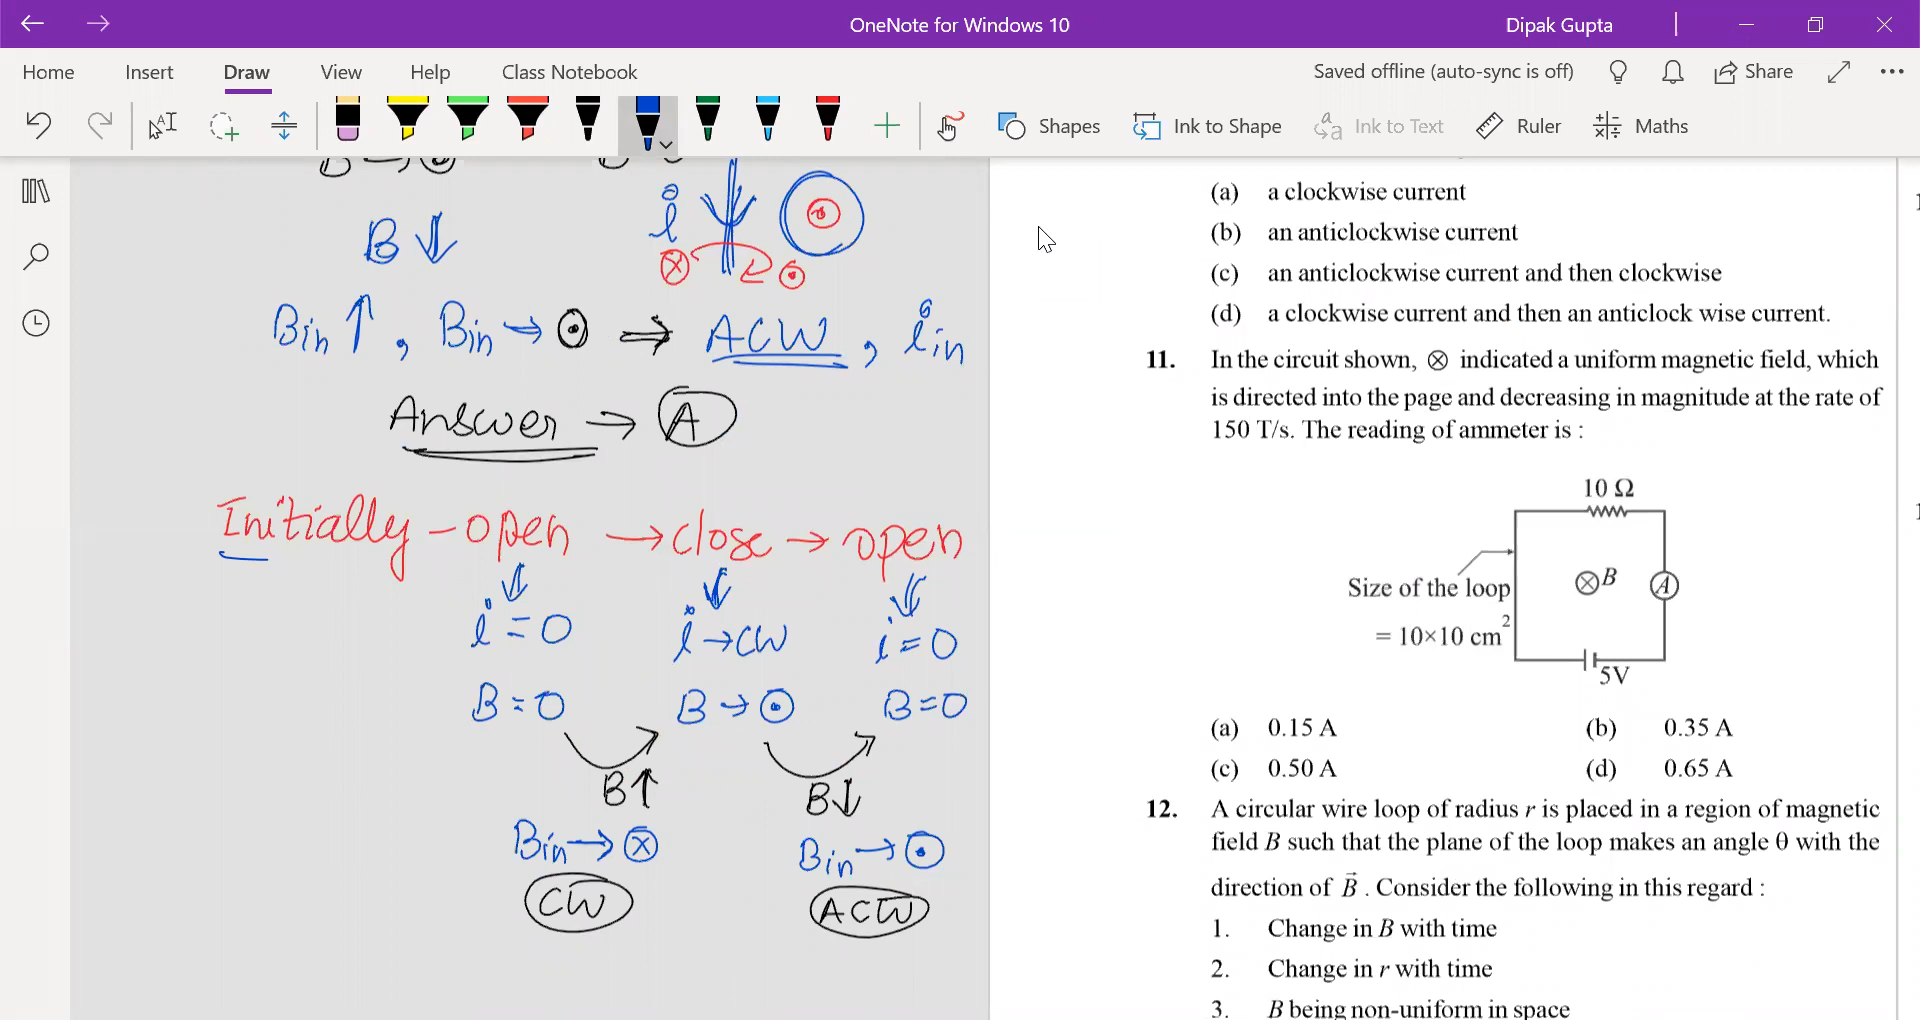 OneNote for Windows 10
Dipak Gupta
Home Insert Draw View Help Class Notebook
Saved offline (auto-sync is off) Share
Shapes Ink to Shape Ink to Text Ruler Maths
B ↓
i
Bin ↑ , Bin → ⊙ ⇒ ACW , iin
Answer → A
Initially - open → close → open
i = 0 i → CW i = 0
B = 0 B → ⊙ B = 0
B↑ B↓
Bin → ⊗ Bin → ⊙
CW ACW
(a) a clockwise current
(b) an anticlockwise current
(c) an anticlockwise current and then clockwise
(d) a clockwise current and then an anticlock wise current.
11. In the circuit shown, ⊗ indicated a uniform magnetic field, which
is directed into the page and decreasing in magnitude at the rate of
150 T/s. The reading of ammeter is :
10 Ω
⊗B A
Size of the loop
= 10×10 cm²
5V
(a) 0.15 A (b) 0.35 A
(c) 0.50 A (d) 0.65 A
12. A circular wire loop of radius r is placed in a region of magnetic
field B such that the plane of the loop makes an angle θ with the
direction of B⃗ . Consider the following in this regard :
1. Change in B with time
2. Change in r with time
3. B being non-uniform in space